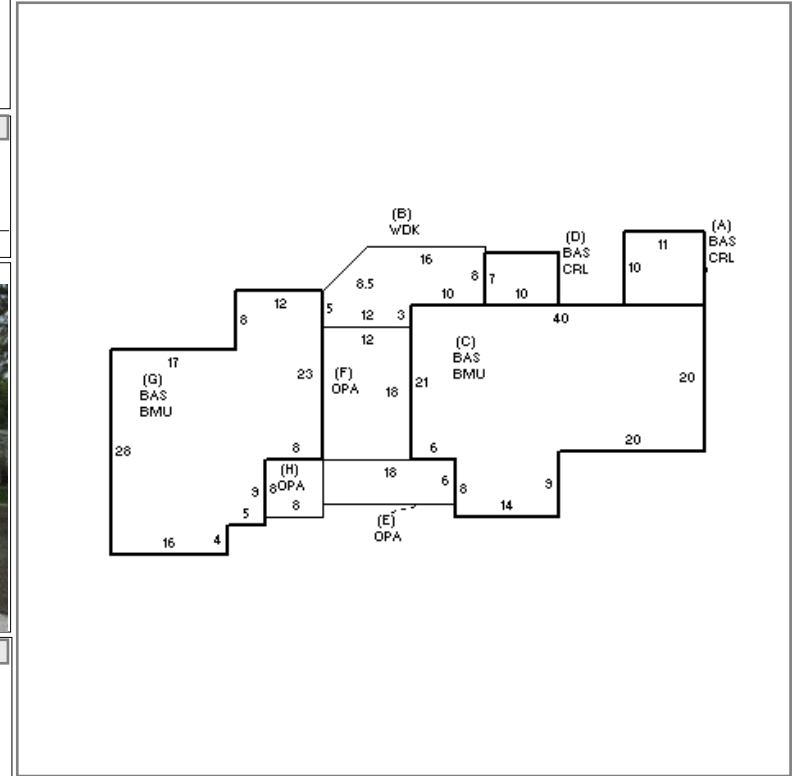 (B)
WDK
(A)
BAS
CRL
(D)
BAS
CRL
11
10
16
8
7
8.5
10
10
12
8
5
12
3
40
12
(C)
BAS
BMU
17
(G)
BAS
BMU
23
(F)
OPA
18
21
20
28
8
6
20
(H)
OPA
18
6
9
8
8
9
8
5
14
(E)
OPA
16
4